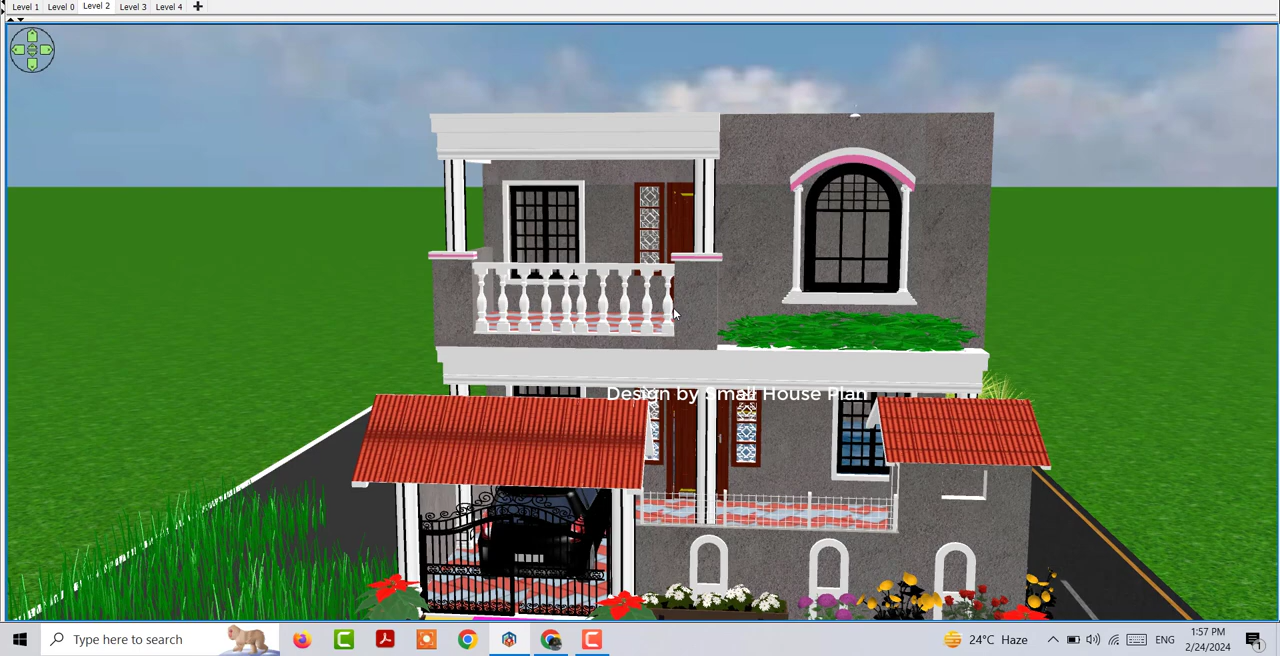 Level 1 Level 0 Level 2 Level 3 Level 4 +
Design by Small House Plan
Type here to search
24°C Haze
ENG
1:57 PM
2/24/2024
1